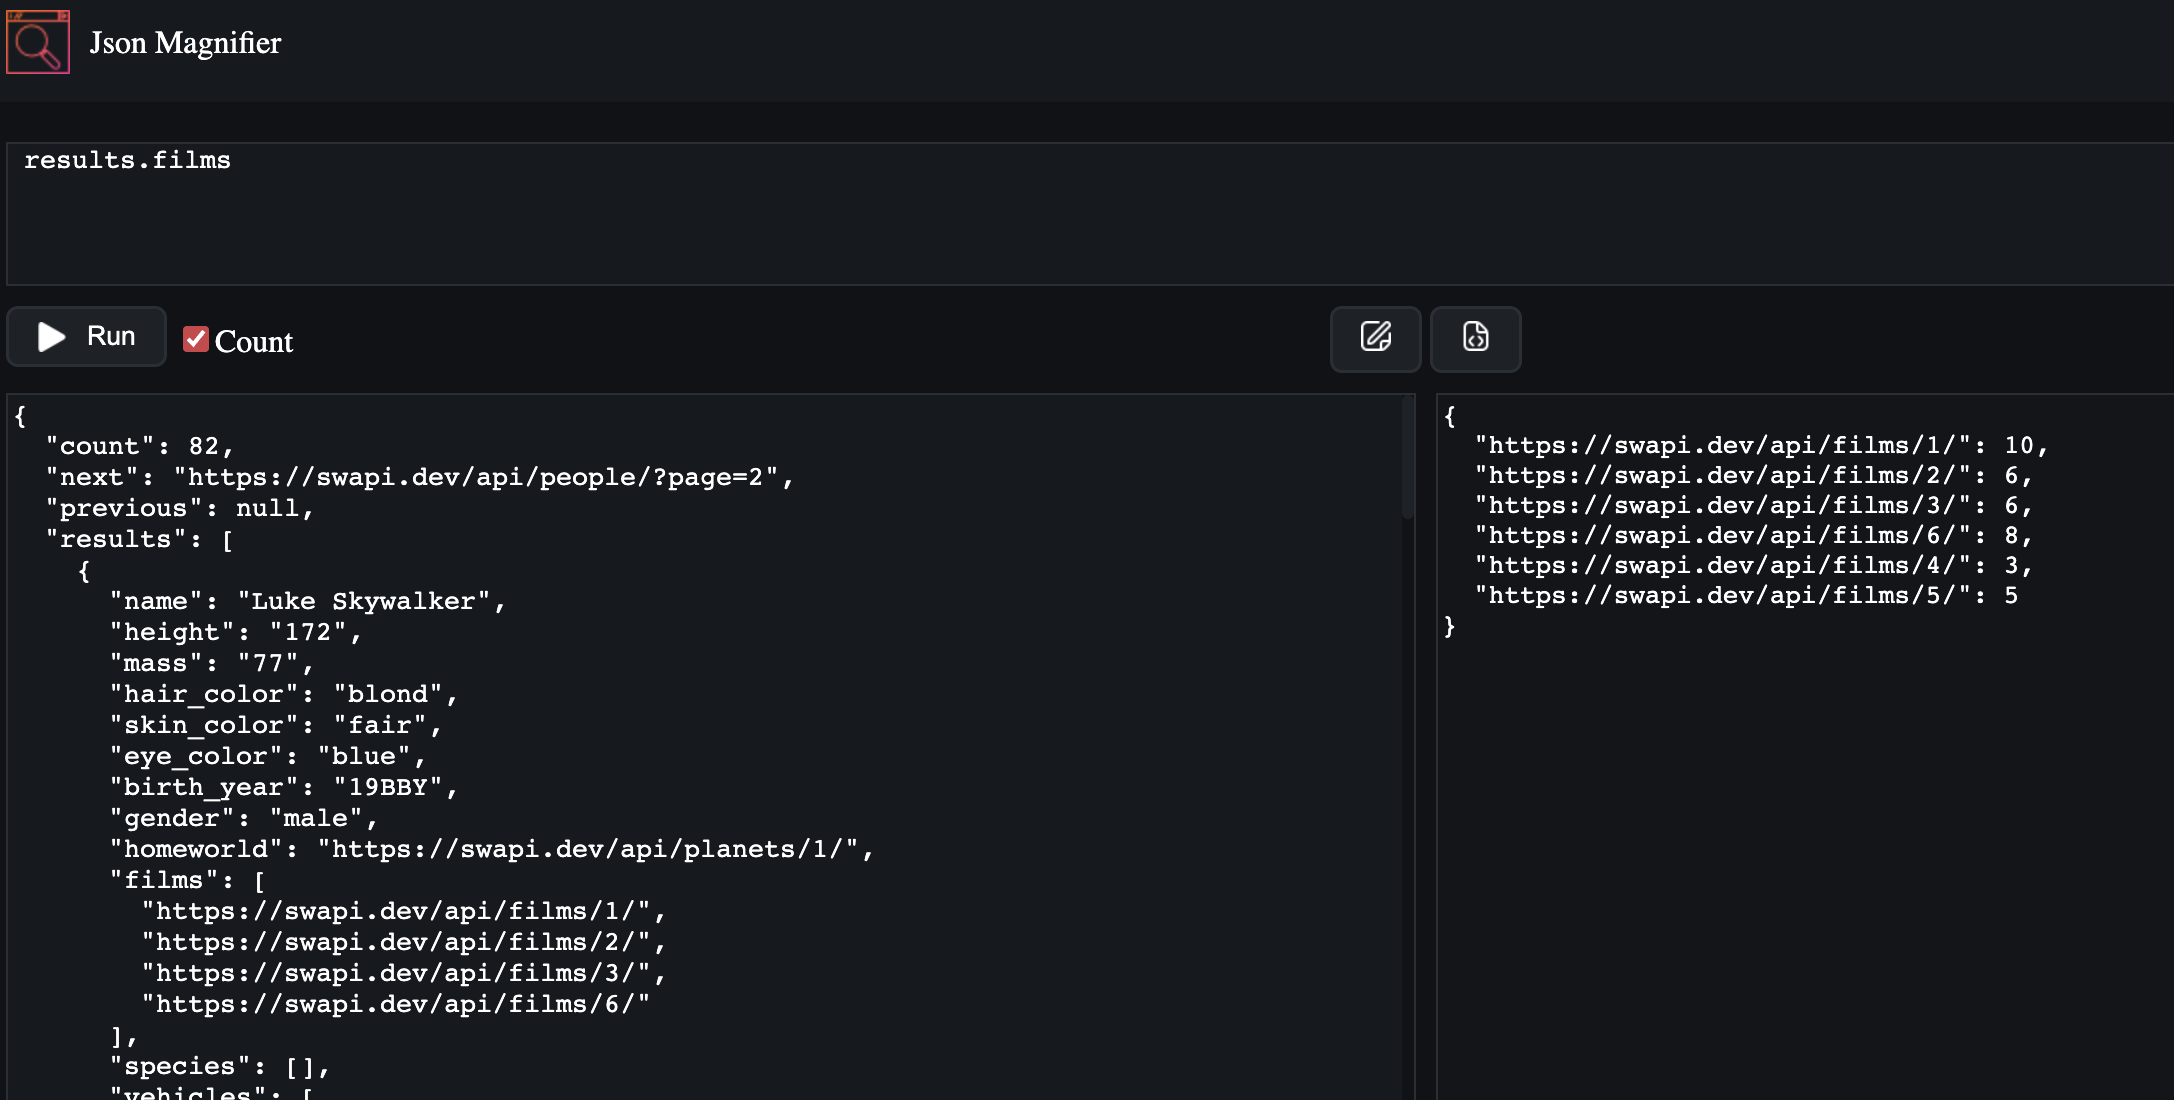 Json Magnifier
results.films
Run
Count
{
  "count": 82,
  "next": "https://swapi.dev/api/people/?page=2",
  "previous": null,
  "results": [
    {
      "name": "Luke Skywalker",
      "height": "172",
      "mass": "77",
      "hair_color": "blond",
      "skin_color": "fair",
      "eye_color": "blue",
      "birth_year": "19BBY",
      "gender": "male",
      "homeworld": "https://swapi.dev/api/planets/1/",
      "films": [
        "https://swapi.dev/api/films/1/",
        "https://swapi.dev/api/films/2/",
        "https://swapi.dev/api/films/3/",
        "https://swapi.dev/api/films/6/"
      ],
      "species": [],
      "vehicles": [
{
  "https://swapi.dev/api/films/1/": 10,
  "https://swapi.dev/api/films/2/": 6,
  "https://swapi.dev/api/films/3/": 6,
  "https://swapi.dev/api/films/6/": 8,
  "https://swapi.dev/api/films/4/": 3,
  "https://swapi.dev/api/films/5/": 5
}